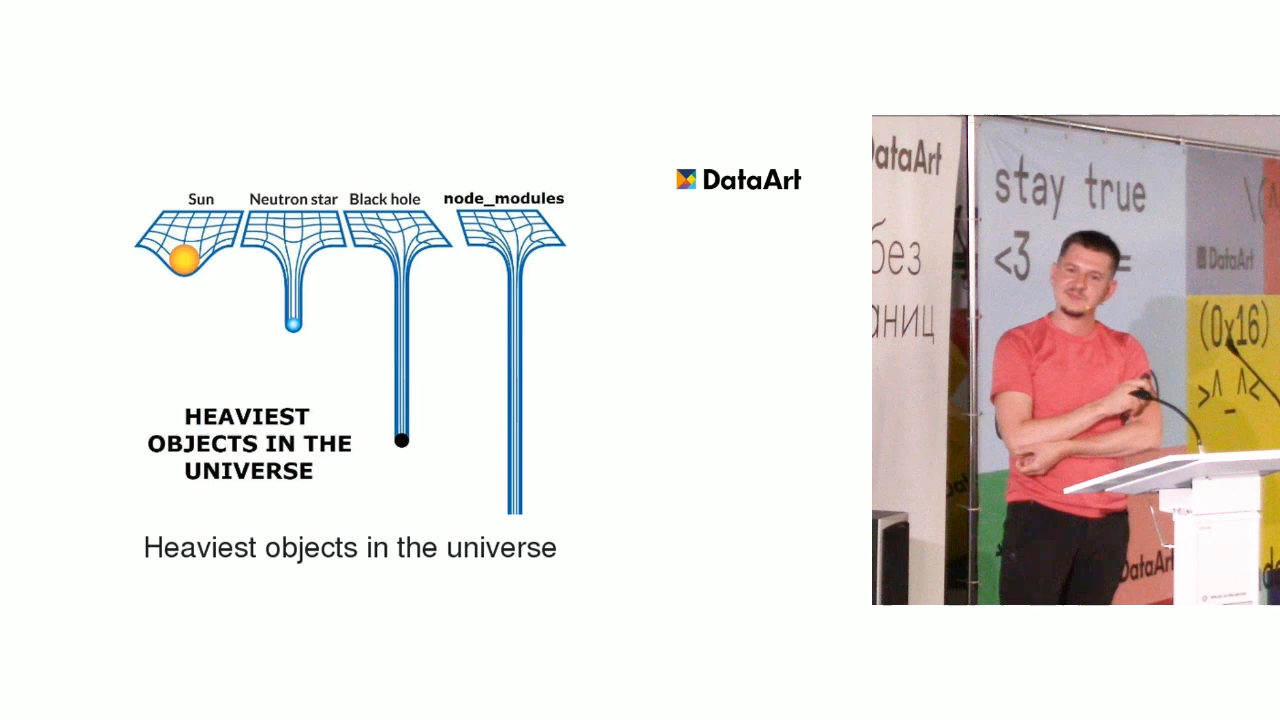 Sun Neutron star Black hole node_modules
HEAVIEST
OBJECTS IN THE
UNIVERSE
Heaviest objects in the universe
DataArt
DataArt
без
аниц
stay true
<3 =
DataArt
(0x16)
>^_^<
DataArt